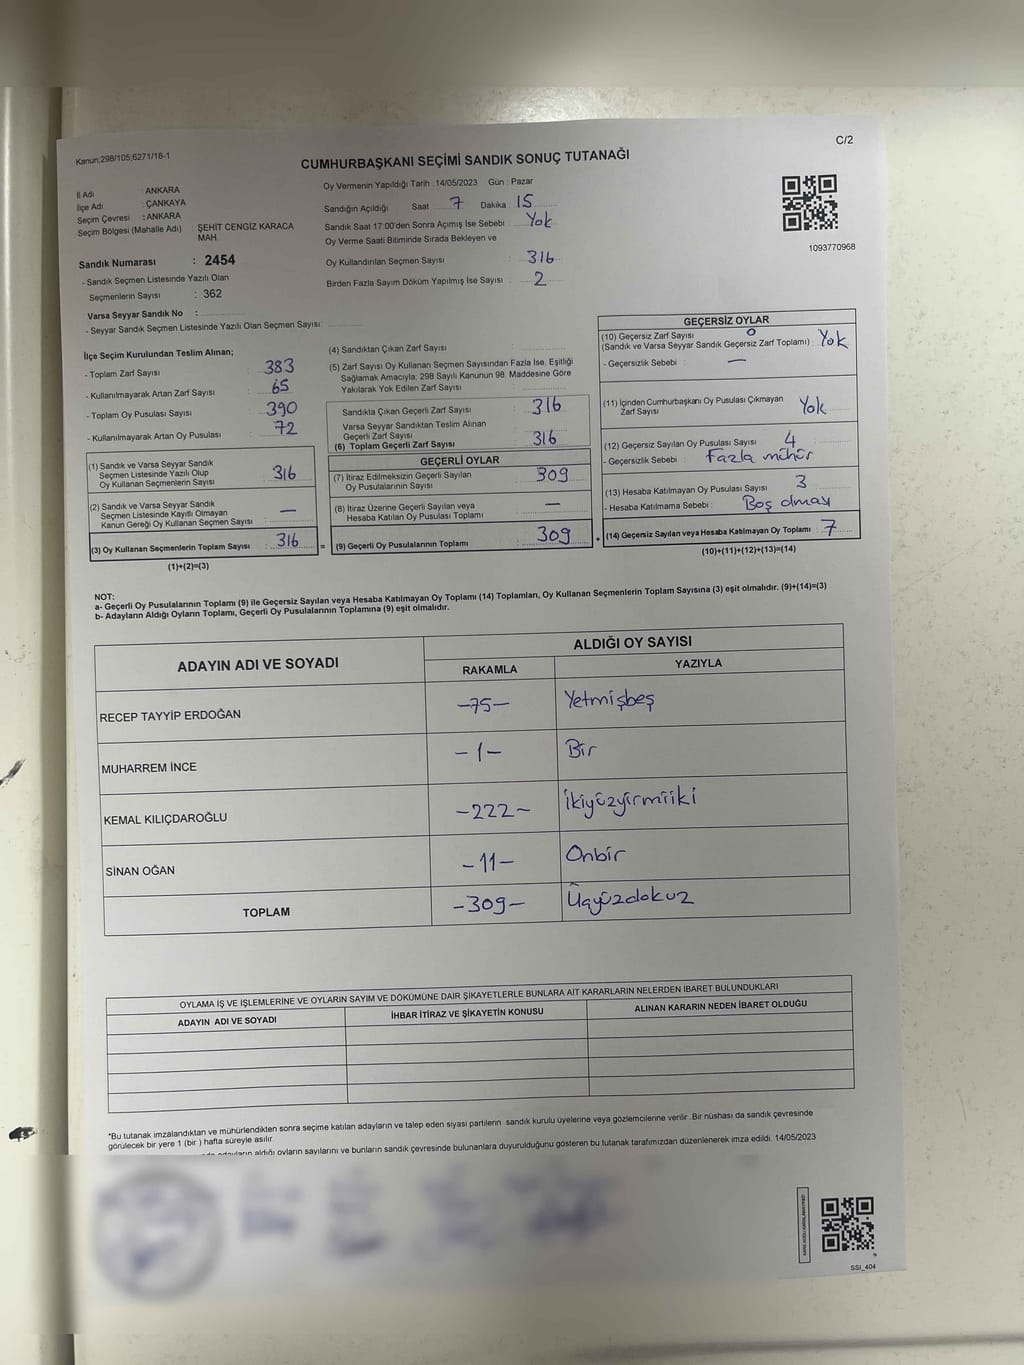 Kanun;298/105;6271/18-1
C/2
CUMHURBAŞKANI SEÇİMİ SANDIK SONUÇ TUTANAĞI
İl Adı : ANKARA
İlçe Adı : ÇANKAYA
Seçim Çevresi : ANKARA
Seçim Bölgesi (Mahalle Adı) : ŞEHİT CENGİZ KARACA MAH
Sandık Numarası : 2454
- Sandık Seçmen Listesinde Yazılı Olan
Seçmenlerin Sayısı : 362
Varsa Seyyar Sandık No :
- Seyyar Sandık Seçmen Listesinde Yazılı Olan Seçmen Sayısı:
Oy Vermenin Yapıldığı Tarih : 14/05/2023 Gün : Pazar
Sandığın Açıldığı Saat 7 Dakika : 15
Sandık Saat 17:00'den Sonra Açımış İse Sebebi : Yok
Oy Verme Saati Bitiminde Sırada Bekleyen ve
Oy Kullandırılan Seçmen Sayısı : 316
Birden Fazla Sayım Döküm Yapılmış İse Sayısı : 2
1093770968
İlçe Seçim Kurulundan Teslim Alınan;
- Toplam Zarf Sayısı : 383
- Kullanılmayarak Artan Zarf Sayısı : 65
- Toplam Oy Pusulası Sayısı : 390
- Kullanılmayarak Artan Oy Pusulası : 72
(1) Sandık ve Varsa Seyyar Sandık
Seçmen Listesinde Yazılı Olup
Oy Kullanan Seçmenlerin Sayısı : 316
(2) Sandık ve Varsa Seyyar Sandık
Seçmen Listesinde Kayıtlı Olmayan
Kanun Gereği Oy Kullanan Seçmen Sayısı : —
(3) Oy Kullanan Seçmenlerin Toplam Sayısı : 316 =
(1)+(2)=(3)
(4) Sandıktan Çıkan Zarf Sayısı :
(5) Zarf Sayısı Oy Kullanan Seçmen Sayısından Fazla İse, Eşitliği
Sağlamak Amacıyla; 298 Sayılı Kanunun 98. Maddesine Göre
Yakılarak Yok Edilen Zarf Sayısı :
Sandıkta Çıkan Geçerli Zarf Sayısı : 316
Varsa Seyyar Sandıktan Teslim Alınan
Geçerli Zarf Sayısı :
(6) Toplam Geçerli Zarf Sayısı : 316
GEÇERLİ OYLAR
(7) İtiraz Edilmeksizin Geçerli Sayılan
Oy Pusulalarının Sayısı : 309
(8) İtiraz Üzerine Geçerli Sayılan veya
Hesaba Katılan Oy Pusulası Toplamı : —
(9) Geçerli Oy Pusulalarının Toplamı : 309 +
GEÇERSİZ OYLAR
(10) Geçersiz Zarf Sayısı 0
(Sandık ve Varsa Seyyar Sandık Geçersiz Zarf Toplamı) : Yok
- Geçersizlik Sebebi : —
(11) İçinden Cumhurbaşkanı Oy Pusulası Çıkmayan
Zarf Sayısı : Yok
(12) Geçersiz Sayılan Oy Pusulası Sayısı : 4
- Geçersizlik Sebebi : Fazla mühür
(13) Hesaba Katılmayan Oy Pusulası Sayısı : 3
- Hesaba Katılmama Sebebi : Boş olması
(14) Geçersiz Sayılan veya Hesaba Katılmayan Oy Toplamı : 7
(10)+(11)+(12)+(13)=(14)
NOT:
a- Geçerli Oy Pusulalarının Toplamı (9) ile Geçersiz Sayılan veya Hesaba Katılmayan Oy Toplamı (14) Toplamları, Oy Kullanan Seçmenlerin Toplam Sayısına (3) eşit olmalıdır. (9)+(14)=(3)
b- Adayların Aldığı Oyların Toplamı, Geçerli Oy Pusulalarının Toplamına (9) eşit olmalıdır.
ADAYIN ADI VE SOYADI
ALDIĞI OY SAYISI
RAKAMLA YAZIYLA
RECEP TAYYİP ERDOĞAN -75- Yetmişbeş
MUHARREM İNCE -1- Bir
KEMAL KILIÇDAROĞLU -222- İkiyüzyirmiiki
SİNAN OĞAN -11- Onbir
TOPLAM -309- Üçyüzdokuz
OYLAMA İŞ VE İŞLEMLERİNE VE OYLARIN SAYIM VE DÖKÜMÜNE DAİR ŞİKAYETLERLE BUNLARA AİT KARARLARIN NELERDEN İBARET BULUNDUKLARI
ADAYIN ADI VE SOYADI İHBAR İTİRAZ VE ŞİKAYETİN KONUSU ALINAN KARARIN NEDEN İBARET OLDUĞU
*Bu tutanak imzalandıktan ve mühürlendikten sonra seçime katılan adayların ve talep eden siyasi partilerin sandık kurulu üyelerine veya gözlemcilerine verilir. Bir nüshası da sandık çevresinde
görülecek bir yere 1 (bir ) hafta süreyle asılır.
adayların aldığı oyların sayılarını ve bunların sandık çevresinde bulunanlara duyurulduğunu gösteren bu tutanak tarafımızdan düzenlenerek imza edildi. 14/05/2023
SSI_404